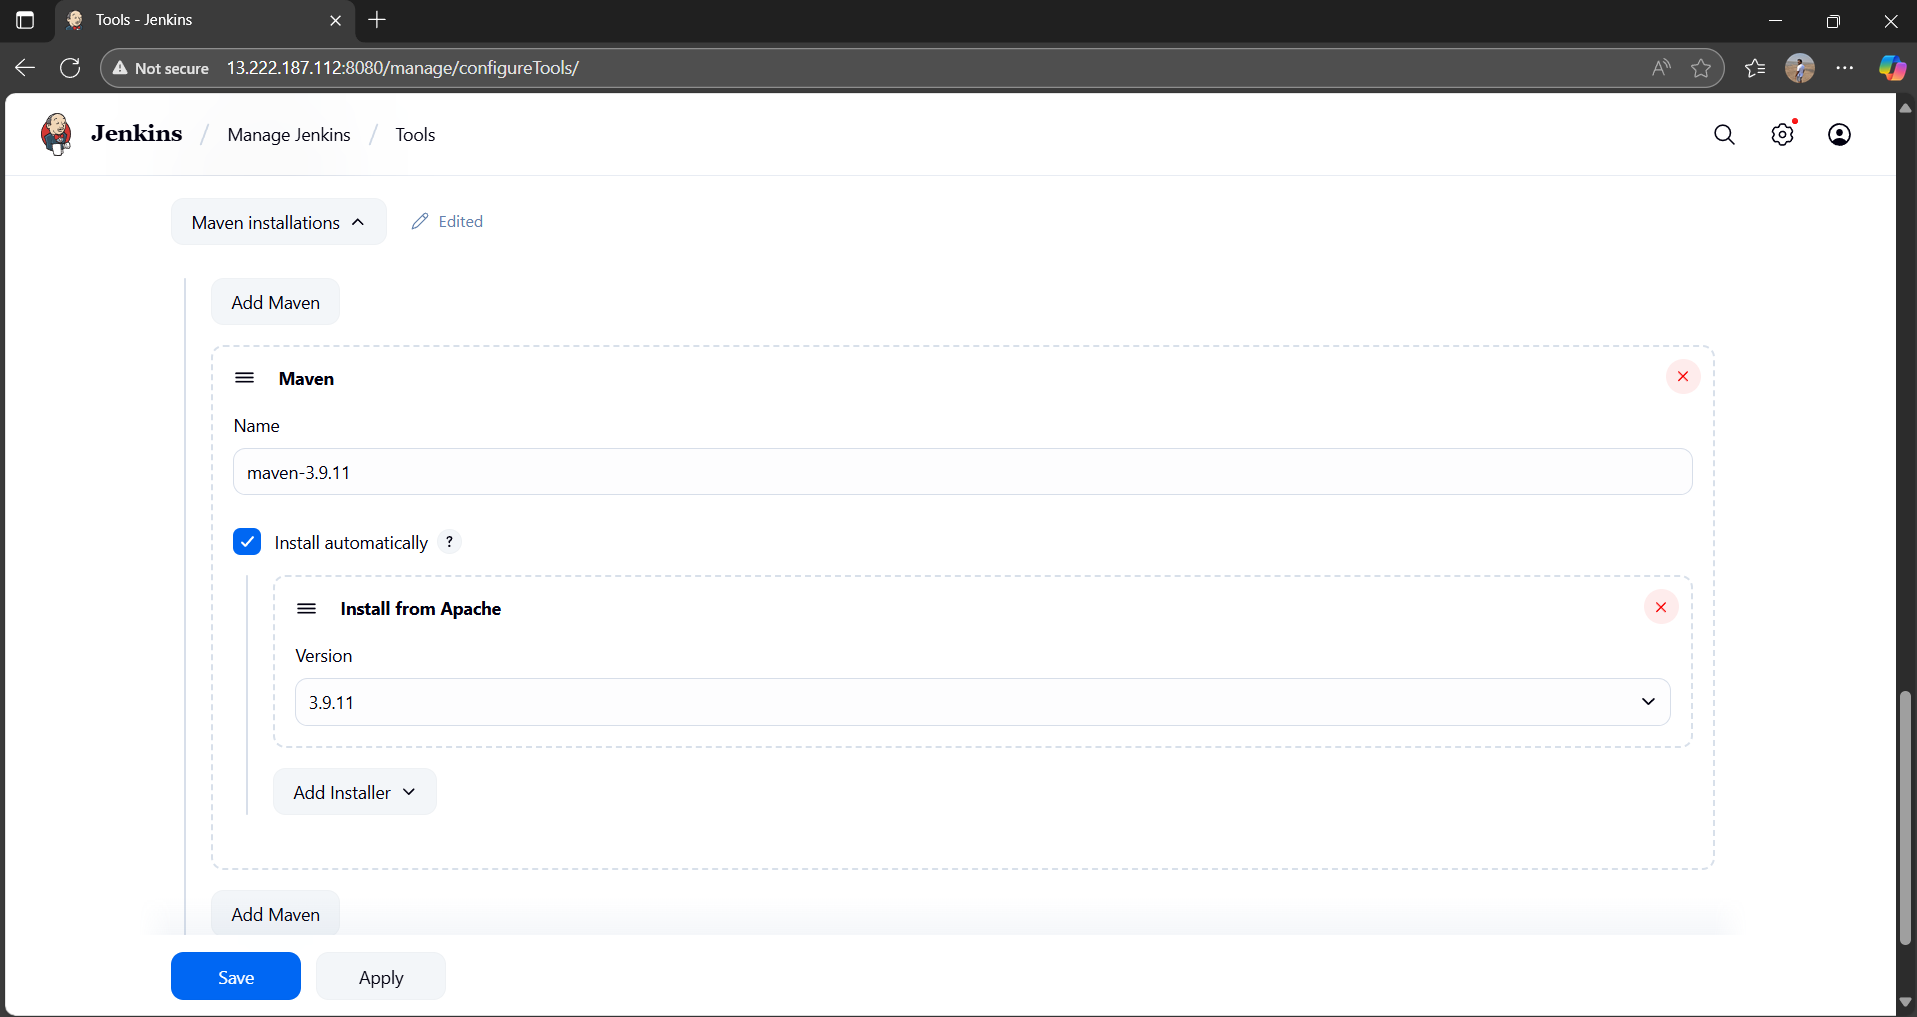 Tools - Jenkins
Not secure 13.222.187.112:8080/manage/configureTools/
Jenkins / Manage Jenkins / Tools
Maven installations Edited
Add Maven
Maven
Name
maven-3.9.11
Install automatically ?
Install from Apache
Version
3.9.11
Add Installer
Add Maven
Save Apply